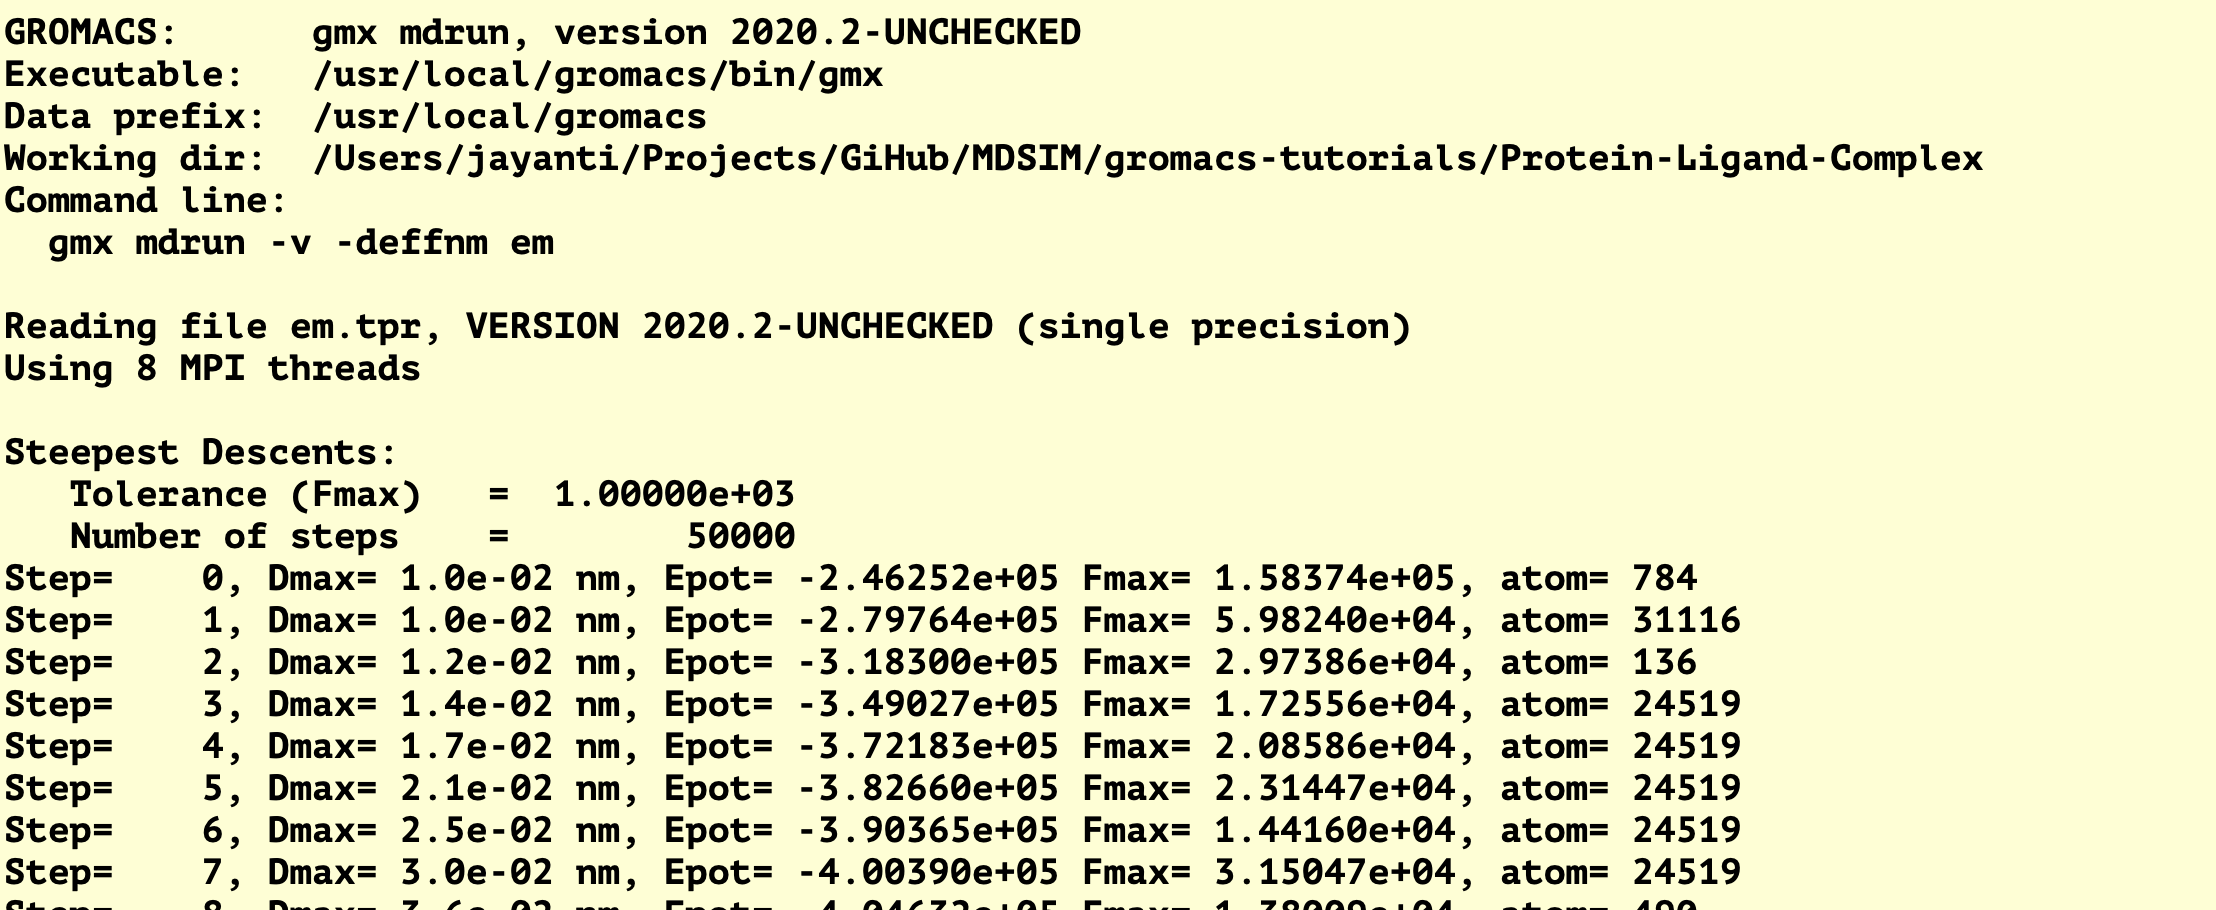 GROMACS:      gmx mdrun, version 2020.2-UNCHECKED
Executable:   /usr/local/gromacs/bin/gmx
Data prefix:  /usr/local/gromacs
Working dir:  /Users/jayanti/Projects/GiHub/MDSIM/gromacs-tutorials/Protein-Ligand-Complex
Command line:
  gmx mdrun -v -deffnm em

Reading file em.tpr, VERSION 2020.2-UNCHECKED (single precision)
Using 8 MPI threads

Steepest Descents:
   Tolerance (Fmax)   =  1.00000e+03
   Number of steps    =        50000
Step=    0, Dmax= 1.0e-02 nm, Epot= -2.46252e+05 Fmax= 1.58374e+05, atom= 784
Step=    1, Dmax= 1.0e-02 nm, Epot= -2.79764e+05 Fmax= 5.98240e+04, atom= 31116
Step=    2, Dmax= 1.2e-02 nm, Epot= -3.18300e+05 Fmax= 2.97386e+04, atom= 136
Step=    3, Dmax= 1.4e-02 nm, Epot= -3.49027e+05 Fmax= 1.72556e+04, atom= 24519
Step=    4, Dmax= 1.7e-02 nm, Epot= -3.72183e+05 Fmax= 2.08586e+04, atom= 24519
Step=    5, Dmax= 2.1e-02 nm, Epot= -3.82660e+05 Fmax= 2.31447e+04, atom= 24519
Step=    6, Dmax= 2.5e-02 nm, Epot= -3.90365e+05 Fmax= 1.44160e+04, atom= 24519
Step=    7, Dmax= 3.0e-02 nm, Epot= -4.00390e+05 Fmax= 3.15047e+04, atom= 24519
Step=    8, Dmax= 3.6e-02 nm, Epot= Fmax= atom=